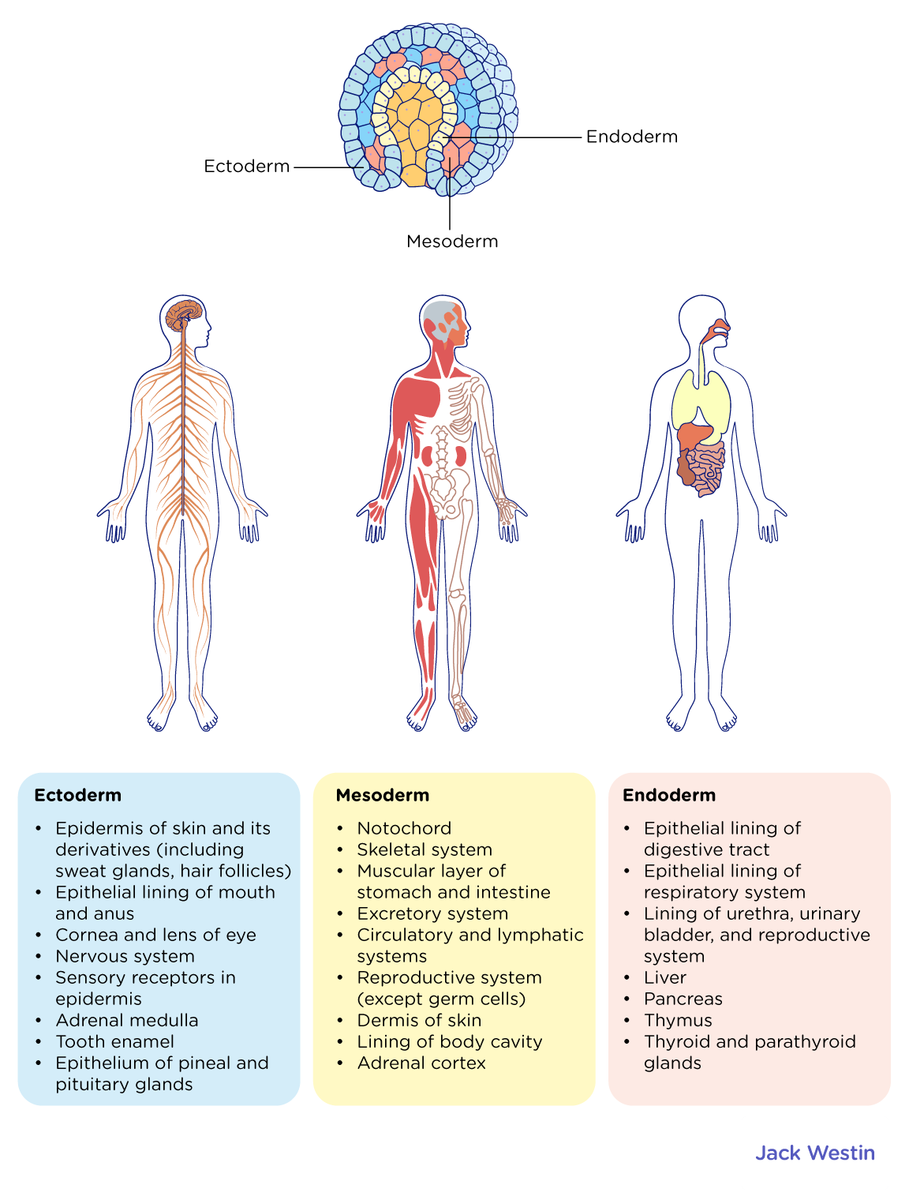 Endoderm
Ectoderm
Mesoderm
Ectoderm
• Epidermis of skin and its
derivatives (including
sweat glands, hair follicles)
• Epithelial lining of mouth
and anus
• Cornea and lens of eye
• Nervous system
• Sensory receptors in
epidermis
• Adrenal medulla
• Tooth enamel
• Epithelium of pineal and
pituitary glands
Mesoderm
• Notochord
• Skeletal system
• Muscular layer of
stomach and intestine
• Excretory system
• Circulatory and lymphatic
systems
• Reproductive system
(except germ cells)
• Dermis of skin
• Lining of body cavity
• Adrenal cortex
Endoderm
• Epithelial lining of
digestive tract
• Epithelial lining of
respiratory system
• Lining of urethra, urinary
bladder, and reproductive
system
• Liver
• Pancreas
• Thymus
• Thyroid and parathyroid
glands
Jack Westin